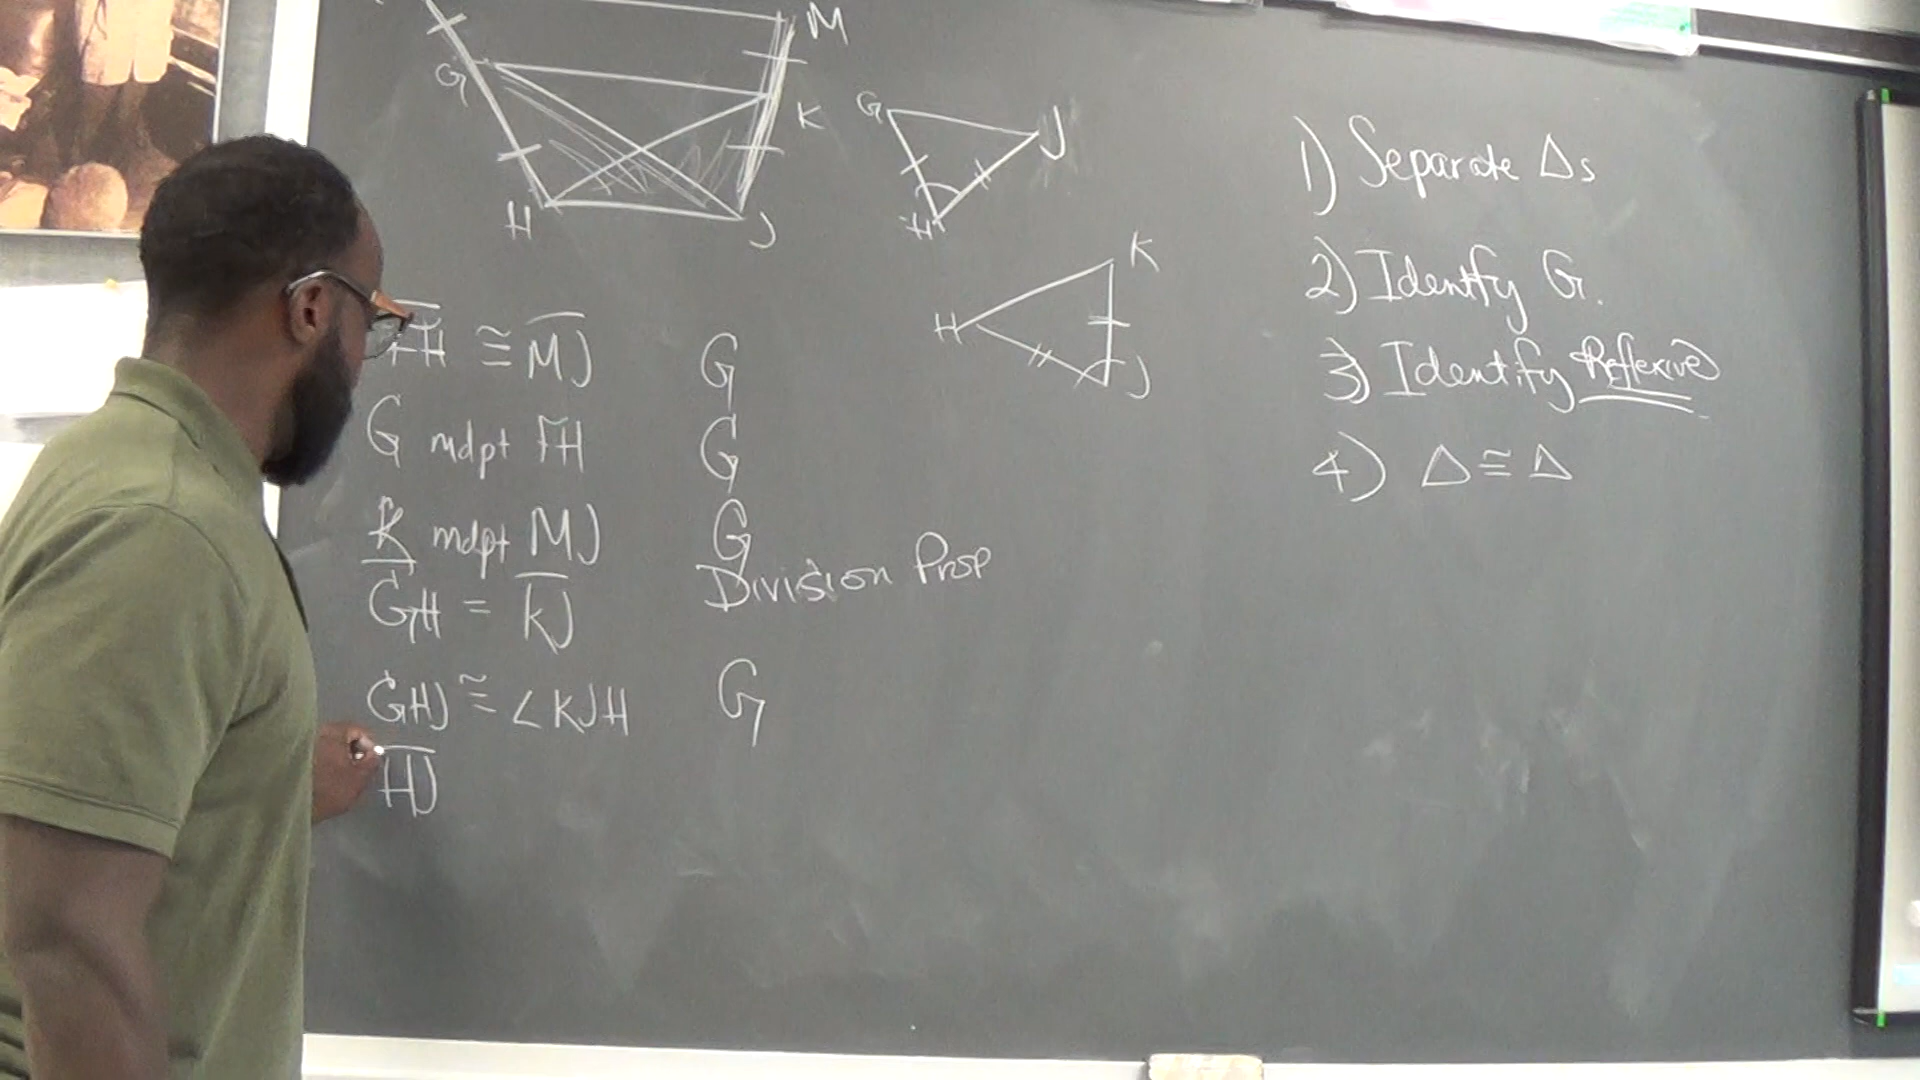 M
G
K
H
J
G
J
H
K
H
J
FH ≅ MJ G
G mdpt FH G
K mdpt MJ G
GH = KJ Division Prop
GHJ ≅ ∠KJH G
HJ
1) Separate Δs
2) Identify G.
3) Identify Reflexive
4) Δ ≅ Δ